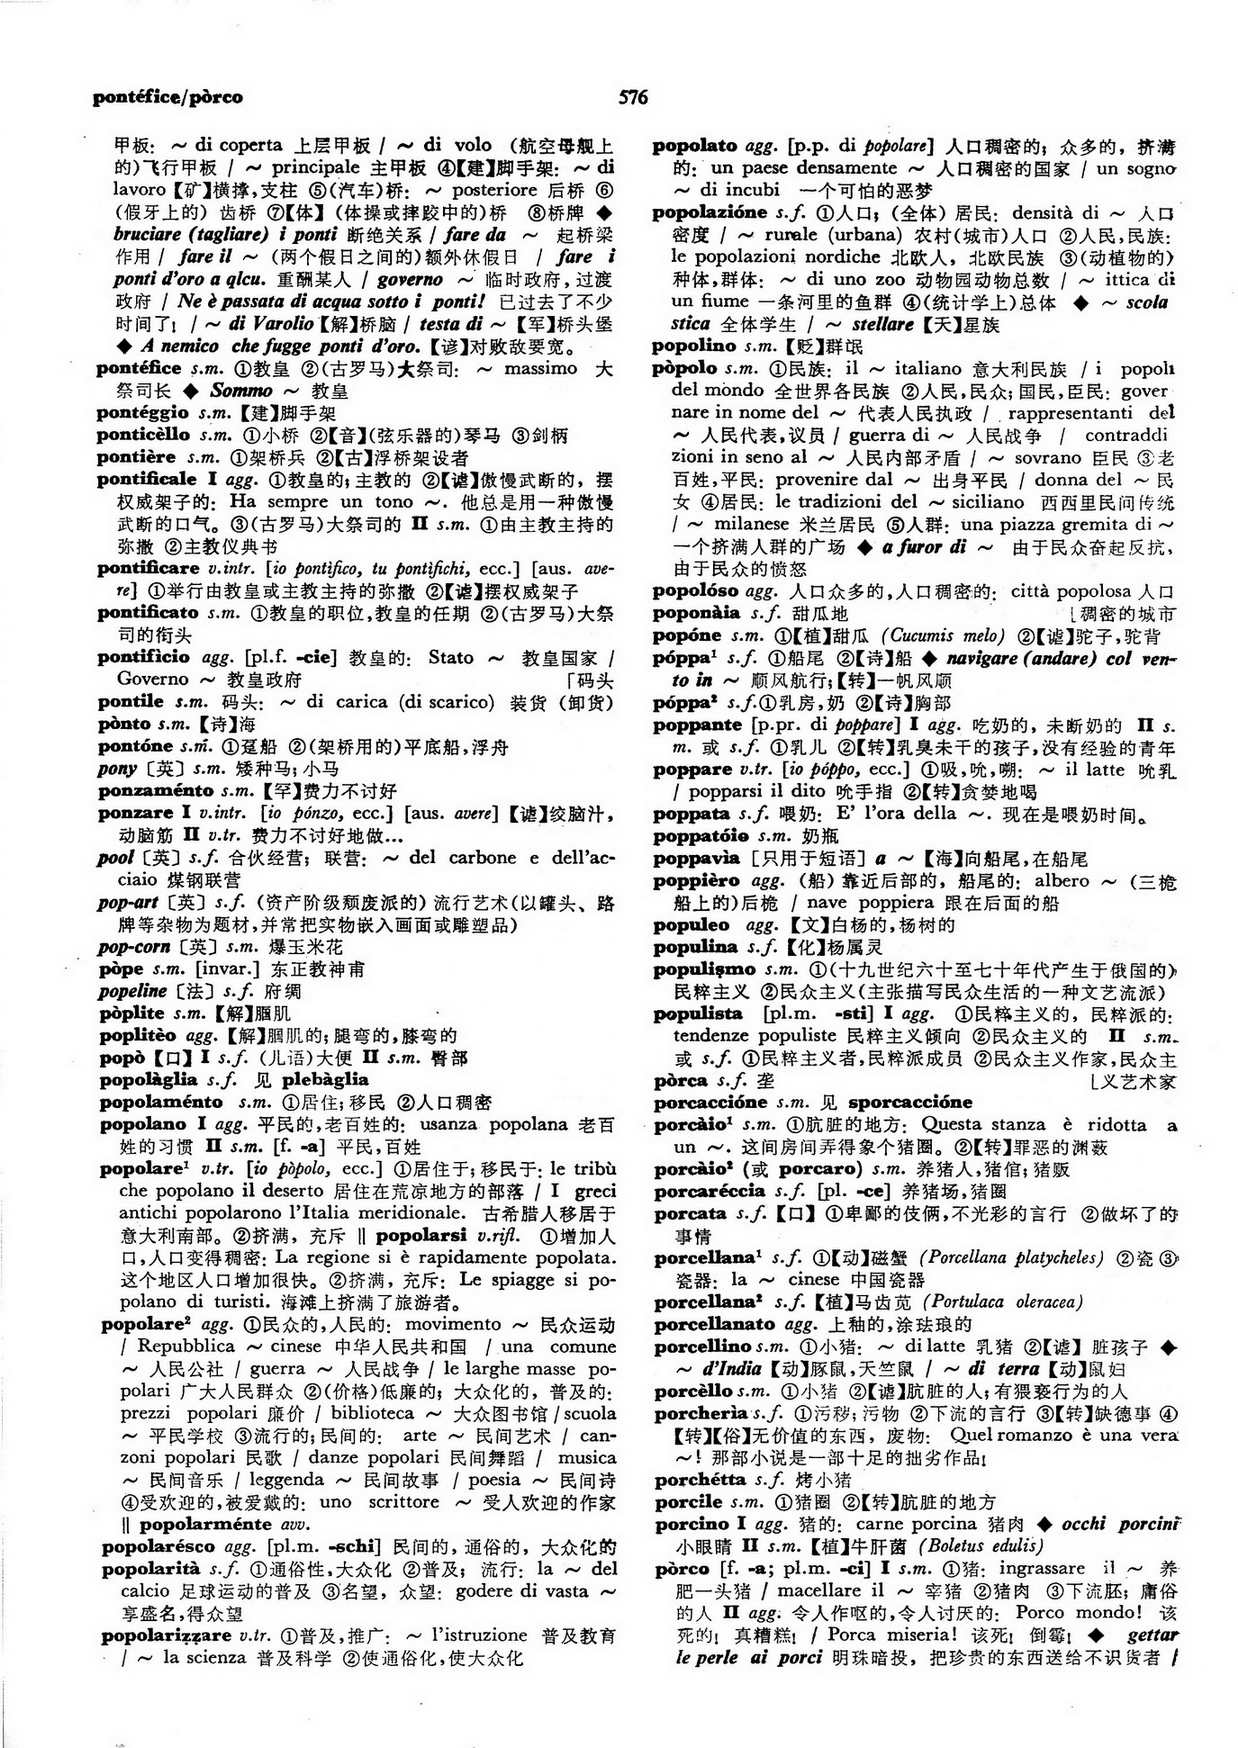 pontéfice/pòrco
576
甲板: ～ di coperta 上层甲板 / ～ di volo (航空母舰上
的)飞行甲板 / ～ principale 主甲板 ④【建】脚手架: ～ di
lavoro【矿】横撑,支柱 ⑤(汽车)桥: ～ posteriore 后桥 ⑥
(假牙上的) 齿桥 ⑦【体】(体操或摔跤中的)桥 ⑧桥牌 ◆
bruciare (tagliare) i ponti 断绝关系 / fare da ～ 起桥梁
作用 / fare il ～ (两个假日之间的)额外休假日 / fare i
ponti d'oro a qlcu. 重酬某人 / governo ～ 临时政府,过渡
政府 / Ne è passata di acqua sotto i ponti! 已过去了不少
时间了! / ～ di Varolio【解】桥脑 / testa di ～【军】桥头堡
◆ A nemico che fugge ponti d'oro.【谚】对败敌要宽。
pontéfice s.m. ①教皇 ②(古罗马)大祭司: ～ massimo 大
祭司长 ◆ Sommo ～ 教皇
pontéggio s.m.【建】脚手架
ponticèllo s.m. ①小桥 ②【音】(弦乐器的)琴马 ③剑柄
pontière s.m. ①架桥兵 ②【古】浮桥架设者
pontificale I agg. ①教皇的;主教的 ②【谑】傲慢武断的, 摆
权威架子的: Ha sempre un tono ～. 他总是用一种傲慢
武断的口气。③(古罗马)大祭司的 II s.m. ①由主教主持的
弥撒 ②主教仪典书
pontificare v.intr. [io pontìfico, tu pontìfichi, ecc.] [aus. ave-
re] ①举行由教皇或主教主持的弥撒 ②【谑】摆权威架子
pontificato s.m. ①教皇的职位,教皇的任期 ②(古罗马)大祭
司的衔头
pontifìcio agg. [pl.f. -cie] 教皇的: Stato ～ 教皇国家 /
Governo ～ 教皇政府 「码头
pontile s.m. 码头: ～ di carica (di scarico) 装货 (卸货)
pònto s.m.【诗】海
pontóne s.m. ①趸船 ②(架桥用的)平底船,浮舟
pony〔英〕s.m. 矮种马;小马
ponzaménto s.m.【罕】费力不讨好
ponzare I v.intr. [io pónzo, ecc.] [aus. avere]【谑】绞脑汁,
动脑筋 II v.tr. 费力不讨好地做…
pool〔英〕s.f. 合伙经营; 联营: ～ del carbone e dell'ac-
ciaio 煤钢联营
pop-art〔英〕s.f. (资产阶级颓废派的) 流行艺术(以罐头、路
牌等杂物为题材,并常把实物嵌入画面或雕塑品)
pop-corn〔英〕s.m. 爆玉米花
pòpe s.m. [invar.] 东正教神甫
popeline〔法〕s.f. 府绸
pòplite s.m.【解】腘肌
poplitèo agg.【解】腘肌的;腿弯的,膝弯的
popò【口】I s.f. (儿语)大便 II s.m. 臀部
popolàglia s.f. 见 plebàglia
popolaménto s.m. ①居住;移民 ②人口稠密
popolano I agg. 平民的,老百姓的: usanza popolana 老百
姓的习惯 II s.m. [f. -a] 平民,百姓
popolare¹ v.tr. [io pòpolo, ecc.] ①居住于;移民于: le tribù
che popolano il deserto 居住在荒凉地方的部落 / I greci
antichi popolarono l'Italia meridionale. 古希腊人移居于
意大利南部。②挤满, 充斥 ‖ popolarsi v.rifl. ①增加人
口,人口变得稠密: La regione si è rapidamente popolata.
这个地区人口增加很快。②挤满, 充斥: Le spiagge si po-
polano di turisti. 海滩上挤满了旅游者。
popolare² agg. ①民众的,人民的: movimento ～ 民众运动
/ Repubblica ～ cinese 中华人民共和国 / una comune
～ 人民公社 / guerra ～ 人民战争 / le larghe masse po-
polari 广大人民群众 ②(价格)低廉的; 大众化的, 普及的:
prezzi popolari 廉价 / biblioteca ～ 大众图书馆 / scuola
～ 平民学校 ③流行的;民间的: arte ～ 民间艺术 / can-
zoni popolari 民歌 / danze popolari 民间舞蹈 / musica
～ 民间音乐 / leggenda ～ 民间故事 / poesia ～ 民间诗
④受欢迎的,被爱戴的: uno scrittore ～ 受人欢迎的作家
‖ popolarménte avv.
popolarésco agg. [pl.m. -schi] 民间的, 通俗的, 大众化的
popolarità s.f. ①通俗性,大众化 ②普及; 流行: la ～ del
calcio 足球运动的普及 ③名望, 众望: godere di vasta ～
享盛名,得众望
popolarizzare v.tr. ①普及,推广: ～ l'istruzione 普及教育
/ ～ la scienza 普及科学 ②使通俗化,使大众化
popolato agg. [p.p. di popolare] 人口稠密的; 众多的, 挤满
的: un paese densamente ～ 人口稠密的国家 / un sogno
～ di incubi 一个可怕的恶梦
popolazióne s.f. ①人口; (全体) 居民: densità di ～ 人口
密度 / ～ rurale (urbana) 农村(城市)人口 ②人民,民族:
le popolazioni nordiche 北欧人, 北欧民族 ③(动植物的)
种体,群体: ～ di uno zoo 动物园动物总数 / ～ ittica di
un fiume 一条河里的鱼群 ④(统计学上)总体 ◆ ～ scola
stica 全体学生 / ～ stellare【天】星族
popolino s.m.【贬】群氓
pòpolo s.m. ①民族: il ～ italiano 意大利民族 / i popoli
del mondo 全世界各民族 ②人民,民众;国民,臣民: gover
nare in nome del ～ 代表人民执政 / rappresentanti del
～ 人民代表,议员 / guerra di ～ 人民战争 / contraddi
zioni in seno al ～ 人民内部矛盾 / ～ sovrano 臣民 ③老
百姓,平民: provenire dal ～ 出身平民 / donna del ～ 民
女 ④居民: le tradizioni del ～ siciliano 西西里民间传统
/ ～ milanese 米兰居民 ⑤人群: una piazza gremita di ～
一个挤满人群的广场 ◆ a furor di ～ 由于民众奋起反抗,
由于民众的愤怒
popolóso agg. 人口众多的,人口稠密的: città popolosa 人口
poponàia s.f. 甜瓜地 ⌊稠密的城市
popóne s.m. ①【植】甜瓜 (Cucumis melo) ②【谑】驼子,驼背
póppa¹ s.f. ①船尾 ②【诗】船 ◆ navigare (andare) col ven-
to in ～ 顺风航行;【转】一帆风顺
póppa² s.f.①乳房,奶 ②【诗】胸部
poppante [p.pr. di poppare] I agg. 吃奶的, 未断奶的 II s.
m. 或 s.f. ①乳儿 ②【转】乳臭未干的孩子,没有经验的青年
poppare v.tr. [io póppo, ecc.] ①吸,吮,嘬: ～ il latte 吮乳
/ popparsi il dito 吮手指 ②【转】贪婪地喝
poppata s.f. 喂奶: E' l'ora della ～. 现在是喂奶时间。
poppatóio s.m. 奶瓶
poppavìa [只用于短语] a ～【海】向船尾,在船尾
poppièro agg. (船) 靠近后部的, 船尾的: albero ～ (三桅
船上的)后桅 / nave poppiera 跟在后面的船
populeo agg.【文】白杨的,杨树的
populina s.f.【化】杨属灵
populismo s.m. ①(十九世纪六十至七十年代产生于俄国的)
民粹主义 ②民众主义(主张描写民众生活的一种文艺流派)
populista [pl.m. -sti] I agg. ①民粹主义的, 民粹派的:
tendenze populiste 民粹主义倾向 ②民众主义的 II s.m.
或 s.f. ①民粹主义者,民粹派成员 ②民众主义作家,民众主
pòrca s.f. 垄 ⌊义艺术家
porcaccióne s.m. 见 sporcaccióne
porcàio¹ s.m. ①肮脏的地方: Questa stanza è ridotta a
un ～. 这间房间弄得象个猪圈。②【转】罪恶的渊薮
porcàio² (或 porcaro) s.m. 养猪人,猪倌;猪贩
porcaréccia s.f. [pl. -ce] 养猪场,猪圈
porcata s.f.【口】①卑鄙的伎俩,不光彩的言行 ②做坏了的
事情
porcellana¹ s.f. ①【动】磁蟹 (Porcellana platycheles) ②瓷 ③
瓷器: la ～ cinese 中国瓷器
porcellana² s.f.【植】马齿苋 (Portulaca oleracea)
porcellanato agg. 上釉的,涂珐琅的
porcellino s.m. ①小猪: ～ di latte 乳猪 ②【谑】脏孩子 ◆
～ d'India【动】豚鼠,天竺鼠 / ～ di terra【动】鼠妇
porcèllo s.m. ①小猪 ②【谑】肮脏的人;有猥亵行为的人
porcherìa s.f. ①污秽;污物 ②下流的言行 ③【转】缺德事 ④
【转】【俗】无价值的东西, 废物: Quel romanzo è una vera
～! 那部小说是一部十足的拙劣作品!
porchétta s.f. 烤小猪
porcile s.m. ①猪圈 ②【转】肮脏的地方
porcino I agg. 猪的: carne porcina 猪肉 ◆ occhi porcini
小眼睛 II s.m.【植】牛肝菌 (Boletus edulis)
pòrco [f. -a; pl.m. -ci] I s.m. ①猪: ingrassare il ～ 养
肥一头猪 / macellare il ～ 宰猪 ②猪肉 ③下流胚; 庸俗
的人 II agg. 令人作呕的,令人讨厌的: Porco mondo! 该
死的! 真糟糕! / Porca miseria! 该死! 倒霉! ◆ gettar
le perle ai porci 明珠暗投, 把珍贵的东西送给不识货者 /